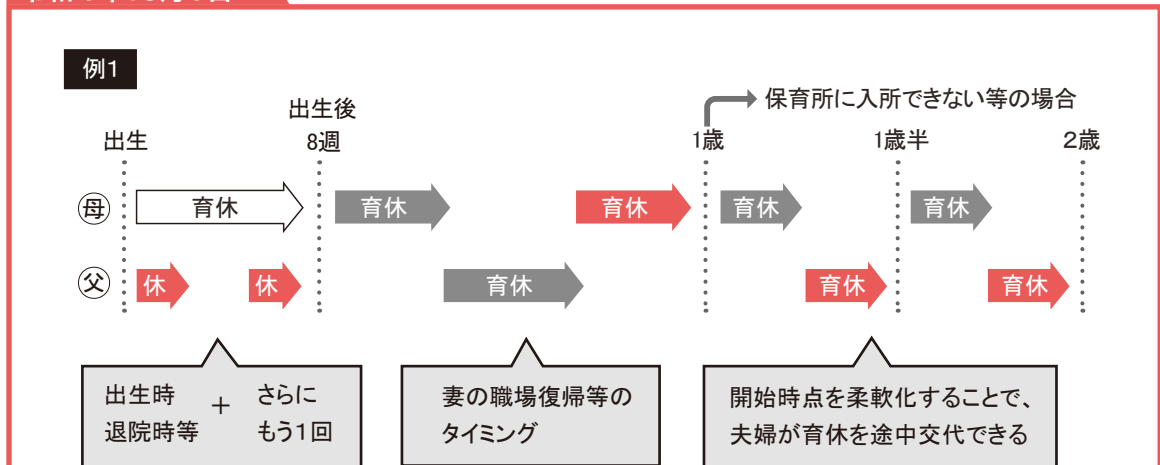 例1
保育所に入所できない等の場合
出生
出生後
8週
1歳
1歳半
2歳
母
育休
育休
育休
育休
育休
父
休
休
育休
育休
育休
出生時
退院時等
+
さらに
もう1回
妻の職場復帰等の
タイミング
開始時点を柔軟化することで、
夫婦が育休を途中交代できる